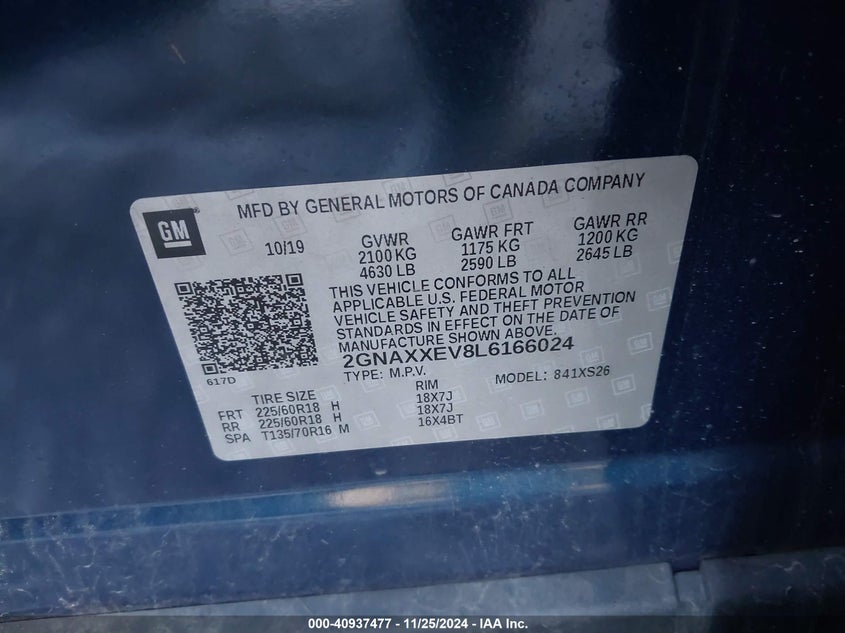 MFD BY GENERAL MOTORS OF CANADA COMPANY
GM
10/19 GVWR GAWR FRT GAWR RR
2100 KG 1175 KG 1200 KG
4630 LB 2590 LB 2645 LB
THIS VEHICLE CONFORMS TO ALL
APPLICABLE U.S. FEDERAL MOTOR
VEHICLE SAFETY AND THEFT PREVENTION
STANDARDS IN EFFECT ON THE DATE OF
MANUFACTURE SHOWN ABOVE.
2GNAXXEV8L6166024
617D
TYPE: M.P.V. MODEL: 841XS26
TIRE SIZE RIM
FRT 225/60R18 H 18X7J
RR 225/60R18 H 18X7J
SPA T135/70R16 M 16X4BT
000-40937477 — 11/25/2024 — IAA Inc.